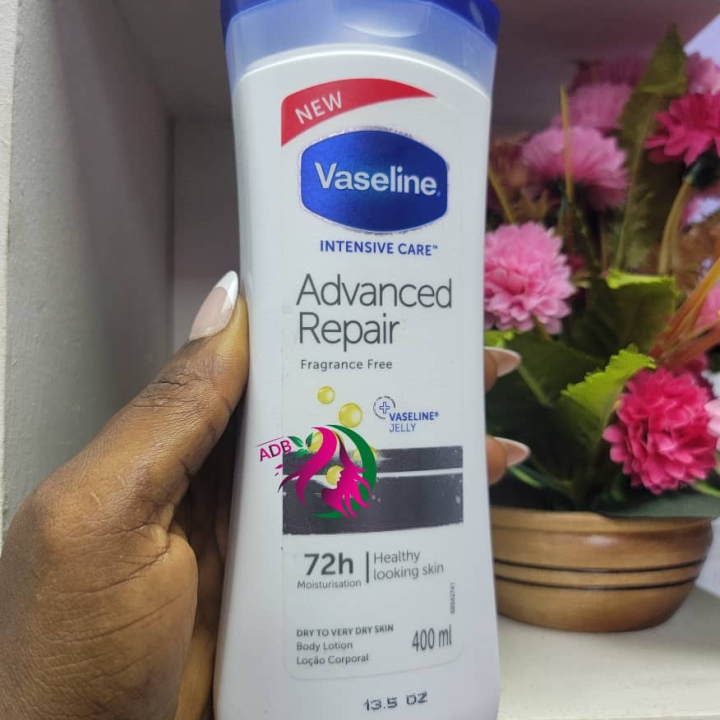 NEW
Vaseline
INTENSIVE CARE™
Advanced
Repair
Fragrance Free
VASELINE®
JELLY
ADB
72h
Moisturisation
Healthy
looking skin
DRY TO VERY DRY SKIN
Body Lotion
Loção Corporal
400 ml
13.5 OZ